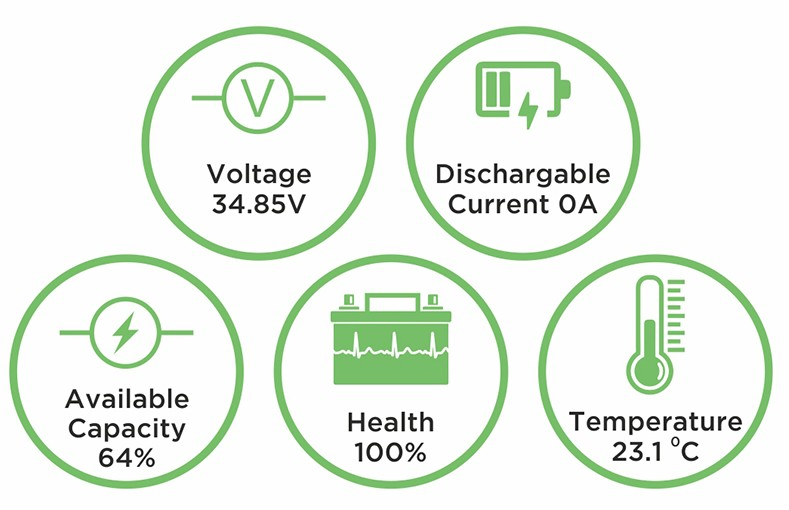 V
Voltage
34.85V
Dischargable
Current 0A
Available
Capacity
64%
Health
100%
Temperature
23.1 °C